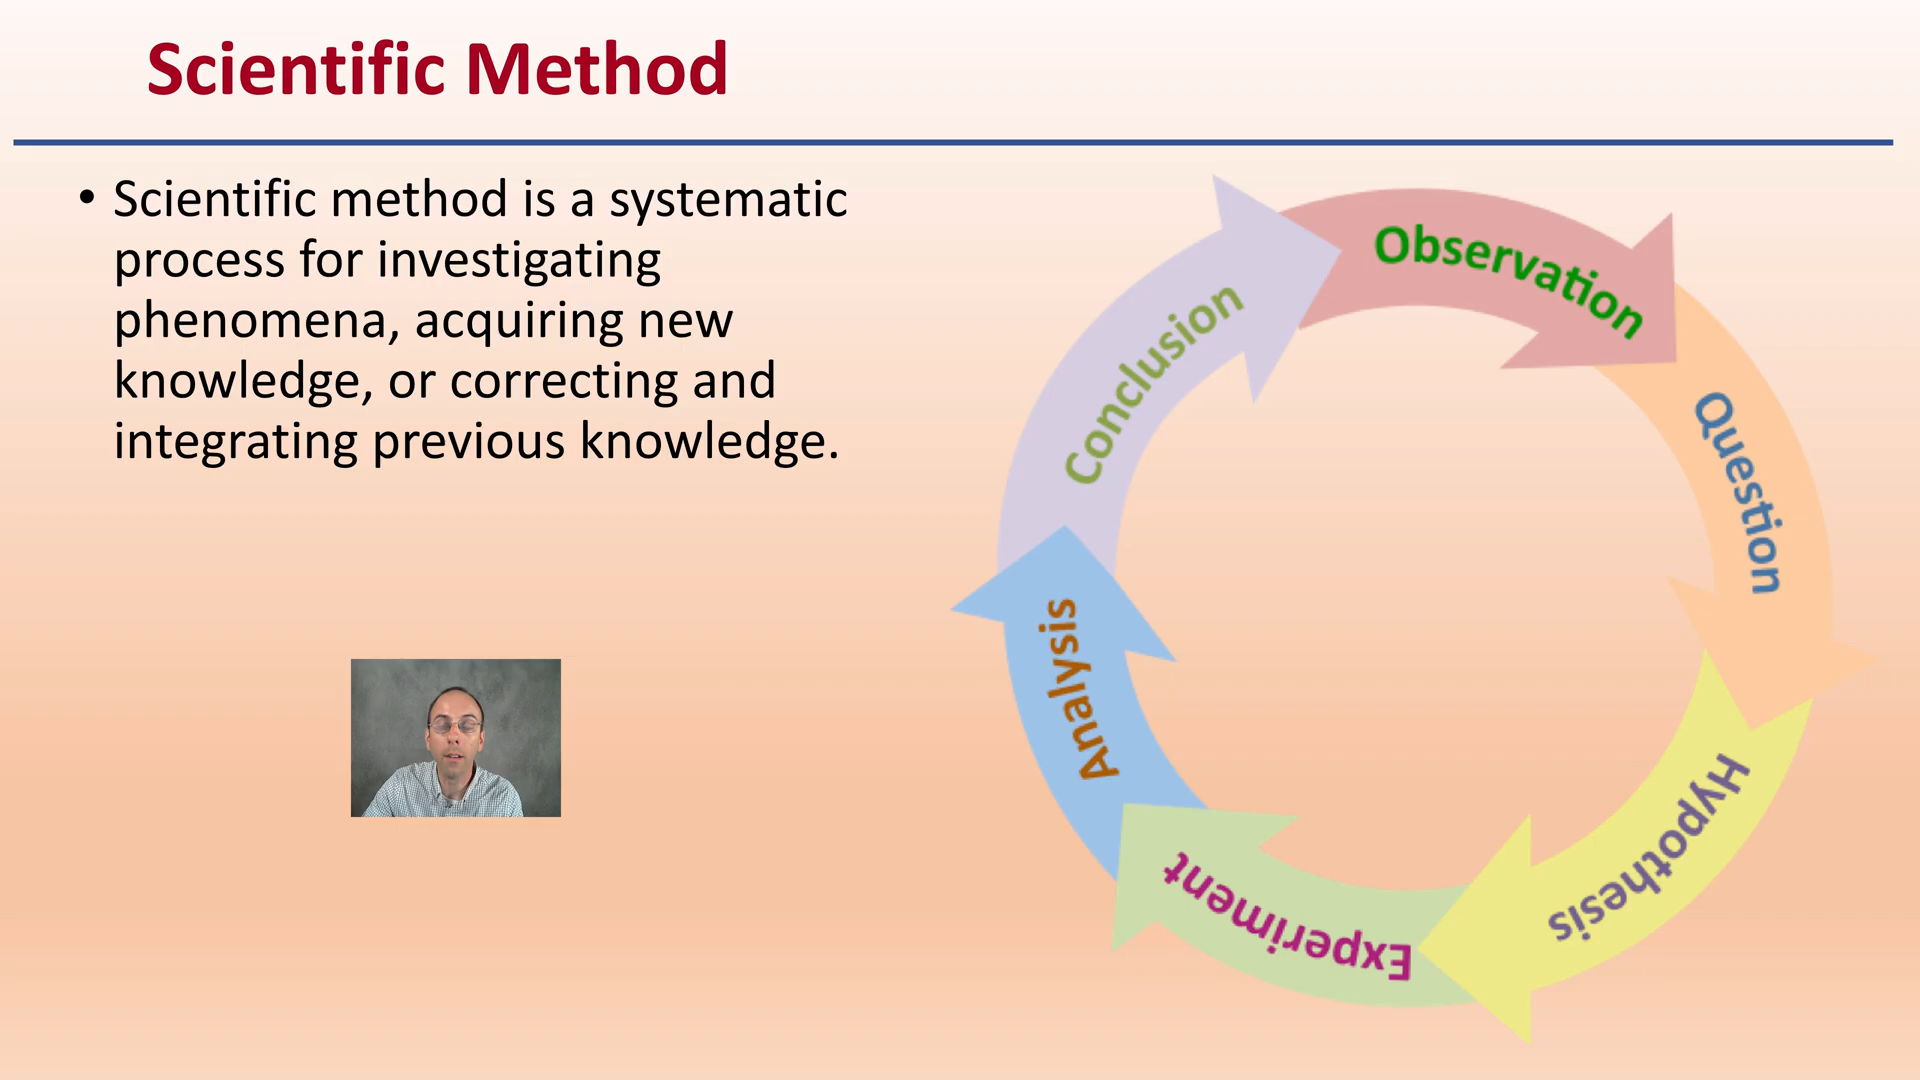 Scientific Method
• Scientific method is a systematic
process for investigating
phenomena, acquiring new
knowledge, or correcting and
integrating previous knowledge.
Observation
Question
Hypothesis
Experiment
Analysis
Conclusion